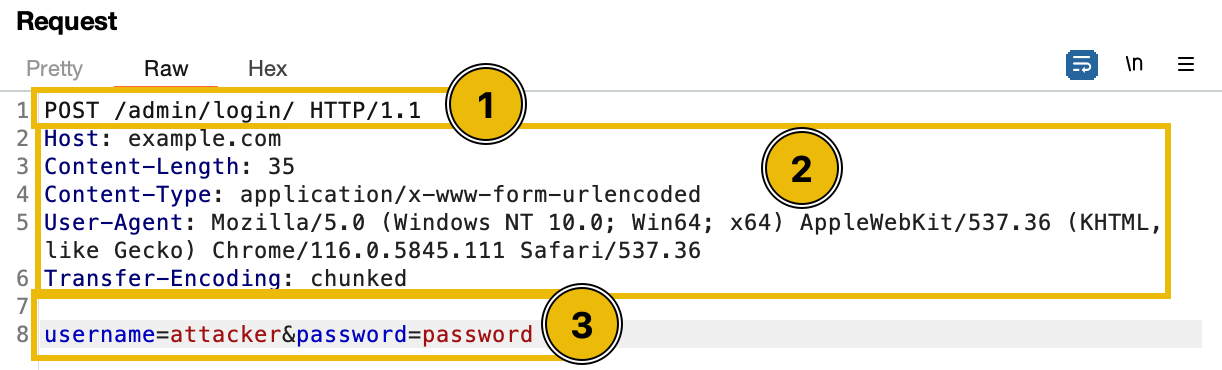 Request
Pretty Raw Hex
\n
1 POST /admin/login/ HTTP/1.1 1
2 Host: example.com
3 Content-Length: 35 2
4 Content-Type: application/x-www-form-urlencoded
5 User-Agent: Mozilla/5.0 (Windows NT 10.0; Win64; x64) AppleWebKit/537.36 (KHTML,
like Gecko) Chrome/116.0.5845.111 Safari/537.36
6 Transfer-Encoding: chunked
7
8 username=attacker&password=password 3